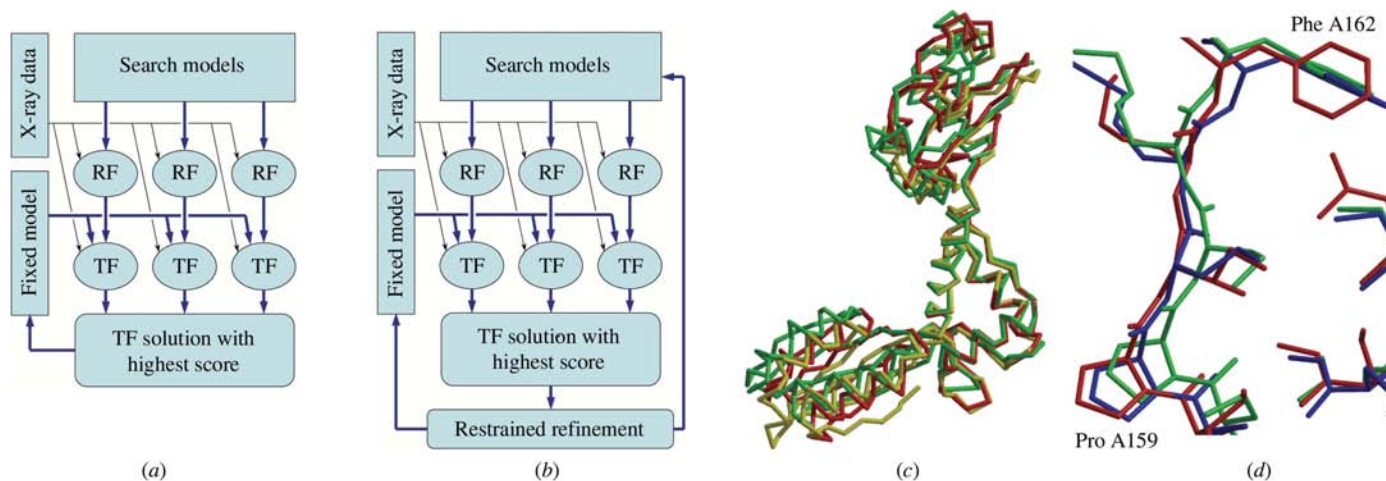 X-ray data
Search models
RF
RF
RF
Fixed model
TF
TF
TF
TF solution with
highest score
(a)
X-ray data
Search models
RF
RF
RF
Fixed model
TF
TF
TF
TF solution with
highest score
Restrained refinement
(b)
(c)
Phe A162
Pro A159
(d)